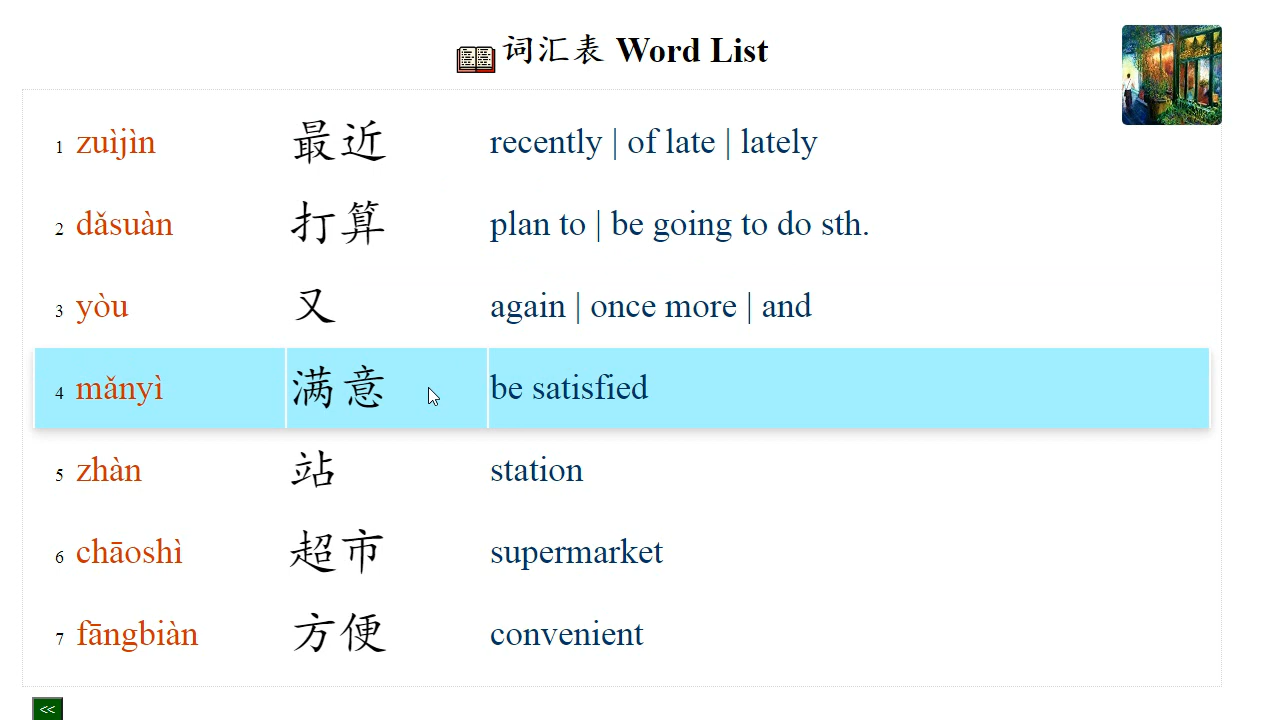 词汇表 Word List
1 zuìjìn 最近 recently | of late | lately
2 dǎsuàn 打算 plan to | be going to do sth.
3 yòu 又 again | once more | and
4 mǎnyì 满意 be satisfied
5 zhàn 站 station
6 chāoshì 超市 supermarket
7 fāngbiàn 方便 convenient
<<